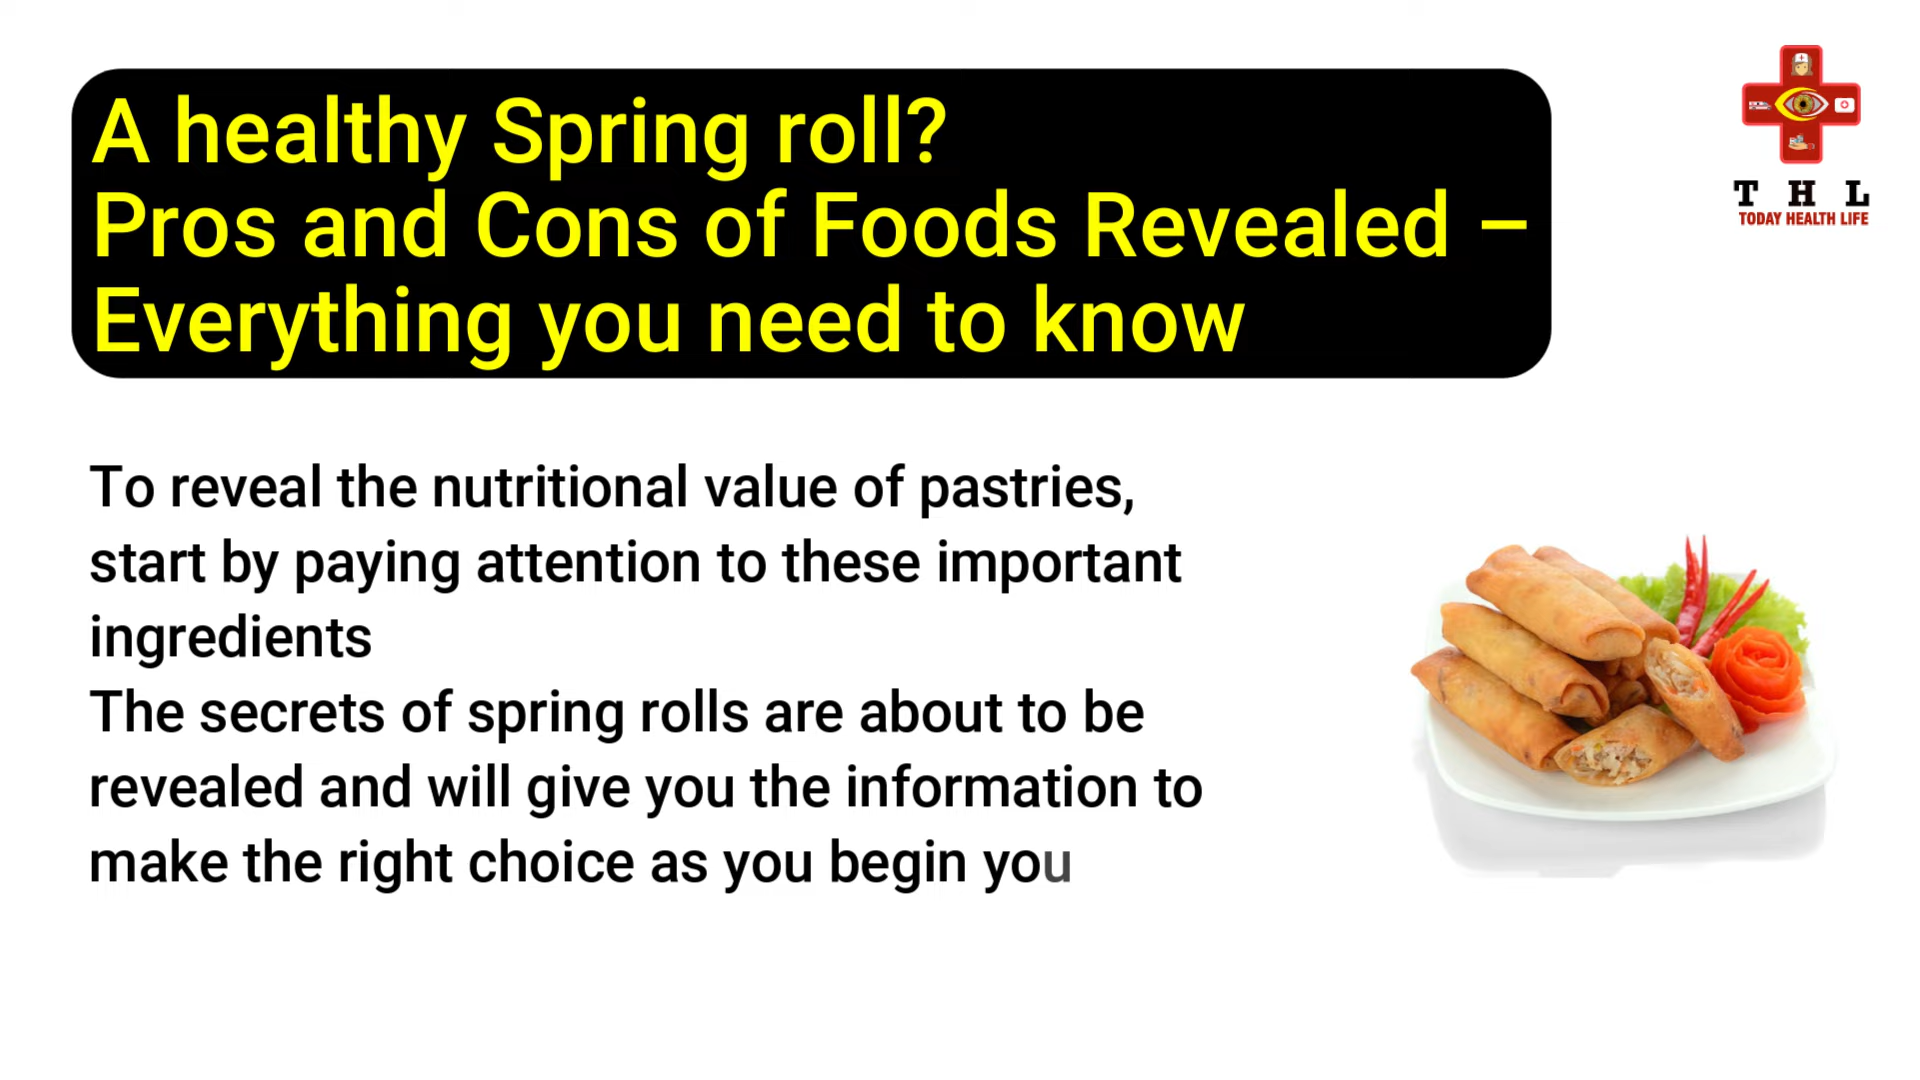 A healthy Spring roll?
Pros and Cons of Foods Revealed –
Everything you need to know
T H L
TODAY HEALTH LIFE
To reveal the nutritional value of pastries,
start by paying attention to these important
ingredients
The secrets of spring rolls are about to be
revealed and will give you the information to
make the right choice as you begin you